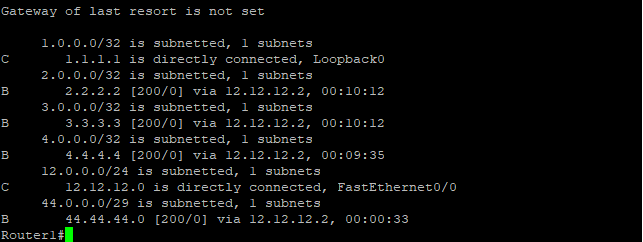 Gateway of last resort is not set
1.0.0.0/32 is subnetted, 1 subnets
C 1.1.1.1 is directly connected, Loopback0
2.0.0.0/32 is subnetted, 1 subnets
B 2.2.2.2 [200/0] via 12.12.12.2, 00:10:12
3.0.0.0/32 is subnetted, 1 subnets
B 3.3.3.3 [200/0] via 12.12.12.2, 00:10:12
4.0.0.0/32 is subnetted, 1 subnets
B 4.4.4.4 [200/0] via 12.12.12.2, 00:09:35
12.0.0.0/24 is subnetted, 1 subnets
C 12.12.12.0 is directly connected, FastEthernet0/0
44.0.0.0/29 is subnetted, 1 subnets
B 44.44.44.0 [200/0] via 12.12.12.2, 00:00:33
Router1#